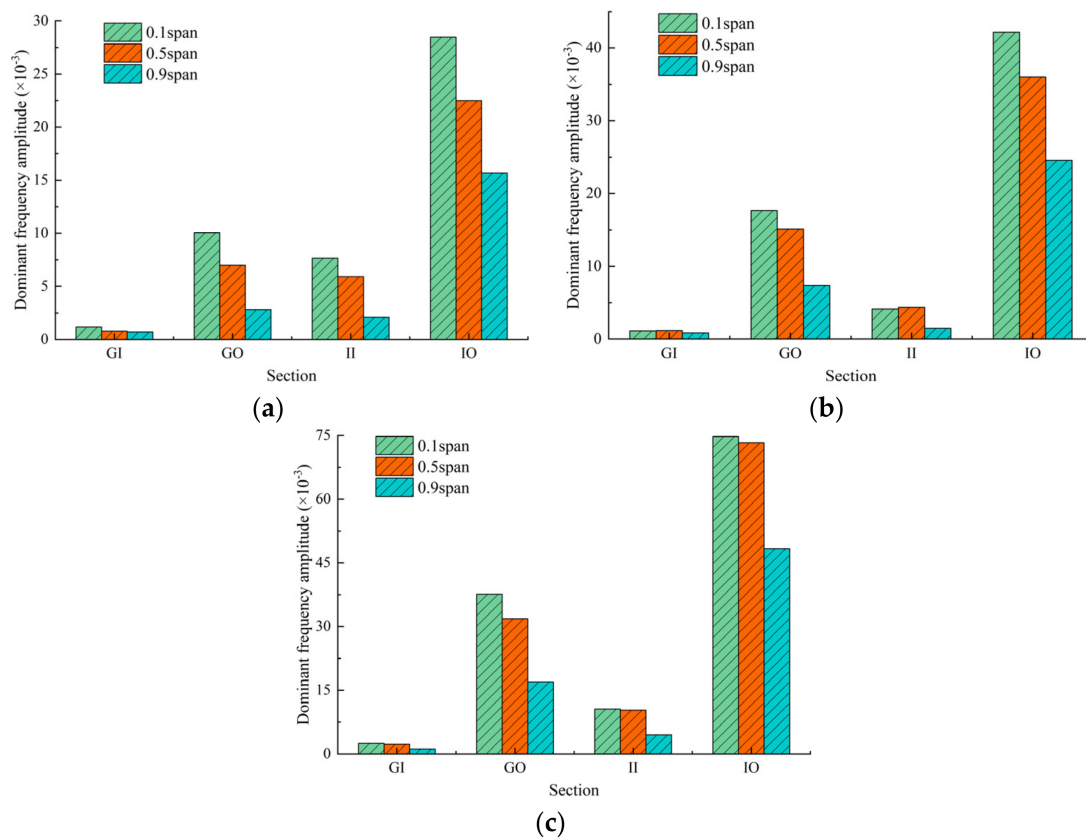 0.1span
0.5span
0.9span
Dominant frequency amplitude (×10⁻³)
30
25
20
15
10
5
0
GI GO II IO
Section
(a)
0.1span
0.5span
0.9span
Dominant frequency amplitude (×10⁻³)
40
30
20
10
0
GI GO II IO
Section
(b)
0.1span
0.5span
0.9span
Dominant frequency amplitude (×10⁻³)
75
60
45
30
15
0
GI GO II IO
Section
(c)